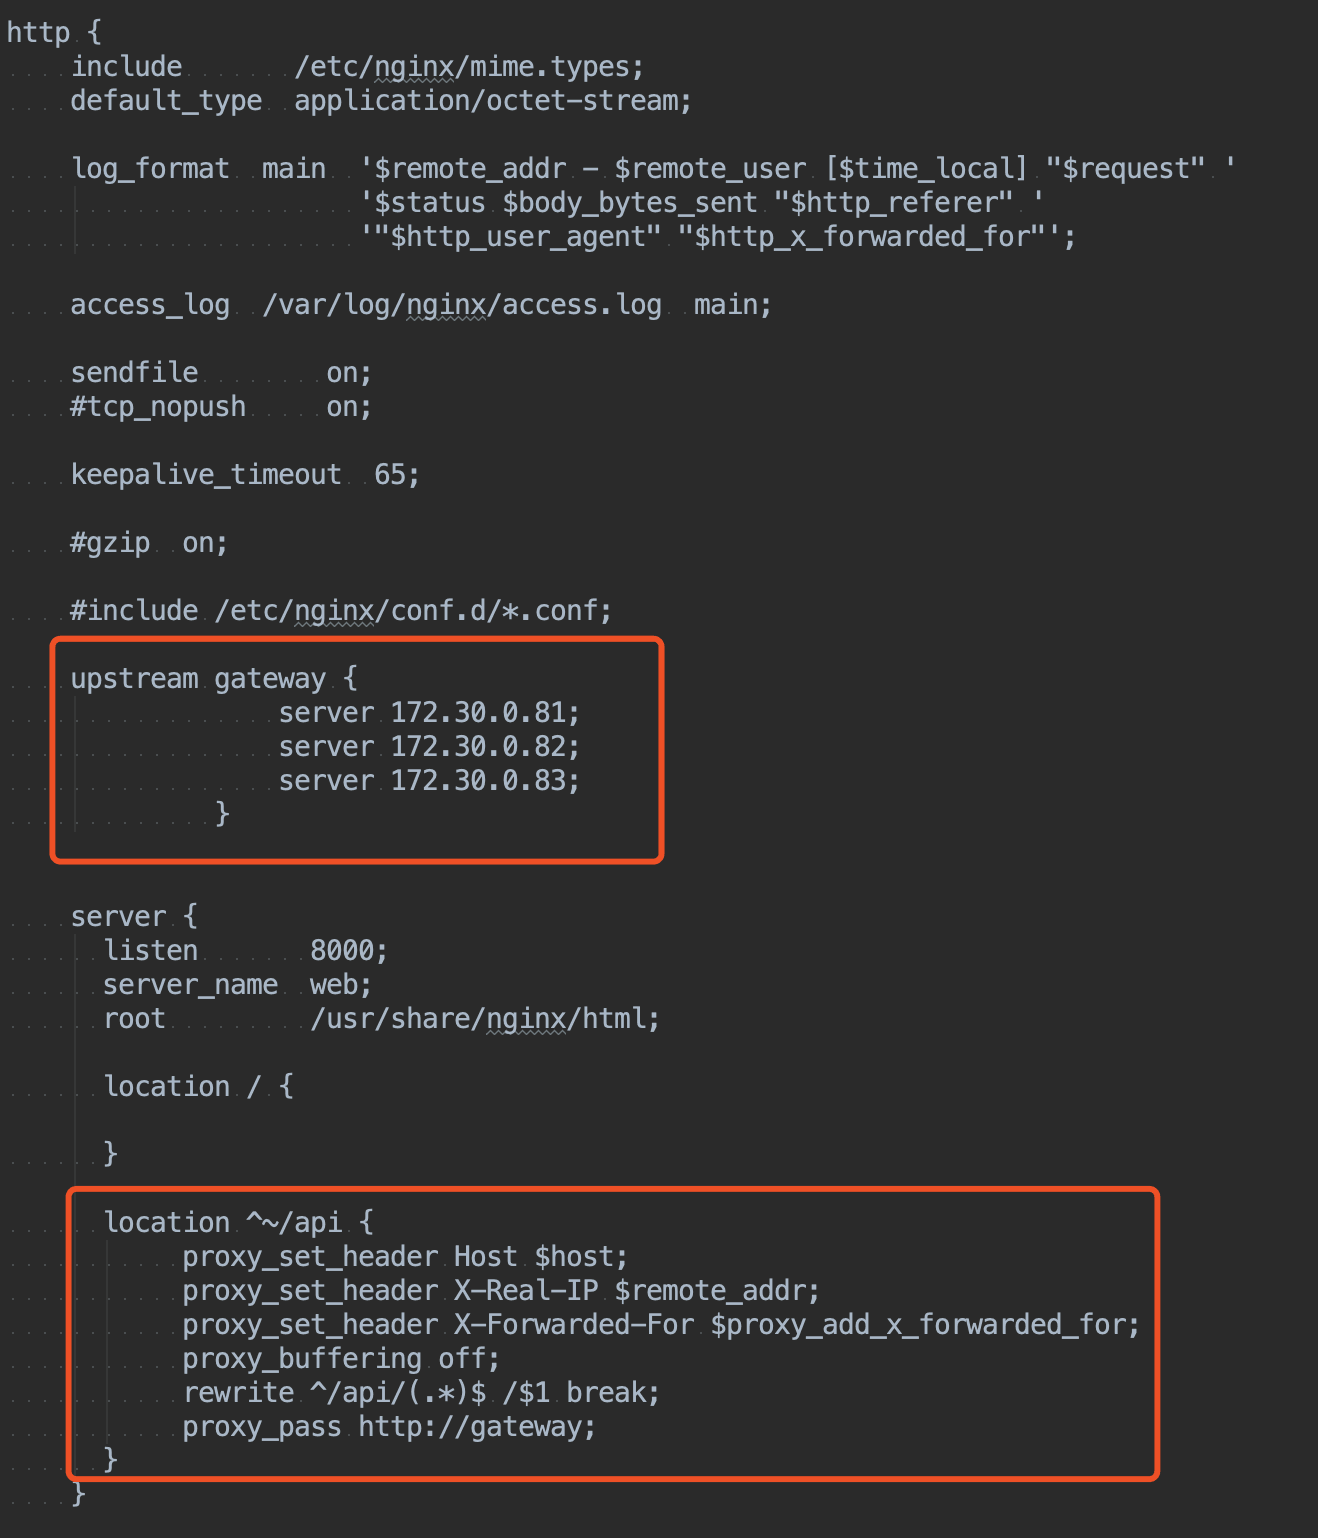 http {
    include       /etc/nginx/mime.types;
    default_type  application/octet-stream;
    log_format  main  '$remote_addr - $remote_user [$time_local] "$request" '
                      '$status $body_bytes_sent "$http_referer" '
                      '"$http_user_agent" "$http_x_forwarded_for"';
    access_log  /var/log/nginx/access.log  main;
    sendfile        on;
    #tcp_nopush     on;
    keepalive_timeout  65;
    #gzip  on;
    #include /etc/nginx/conf.d/*.conf;
    upstream gateway {
                 server 172.30.0.81;
                 server 172.30.0.82;
                 server 172.30.0.83;
             }
    server {
      listen       8000;
      server_name  web;
      root         /usr/share/nginx/html;
      location / {
      }
      location ^~/api {
           proxy_set_header Host $host;
           proxy_set_header X-Real-IP $remote_addr;
           proxy_set_header X-Forwarded-For $proxy_add_x_forwarded_for;
           proxy_buffering off;
           rewrite ^/api/(.*)$ /$1 break;
           proxy_pass http://gateway;
      }
    }